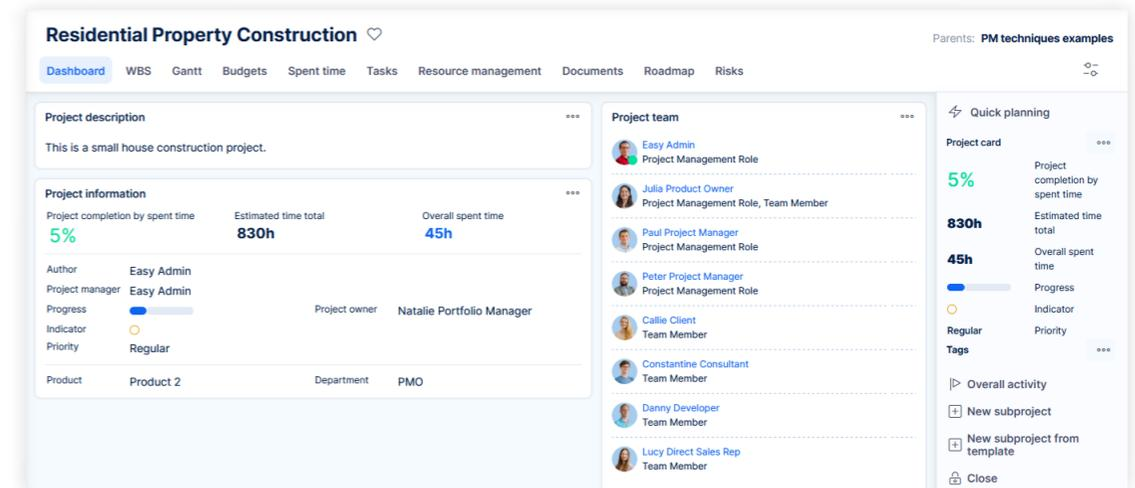 Residential Property Construction
Parents: PM techniques examples
Dashboard WBS Gantt Budgets Spent time Tasks Resource management Documents Roadmap Risks
Project description
This is a small house construction project.
Project information
Project completion by spent time Estimated time total Overall spent time
5% 830h 45h
Author Easy Admin
Project manager Easy Admin
Progress Project owner Natalie Portfolio Manager
Indicator
Priority Regular
Product Product 2 Department PMO
Project team
Easy Admin
Project Management Role
Julia Product Owner
Project Management Role, Team Member
Paul Project Manager
Project Management Role
Peter Project Manager
Project Management Role
Callie Client
Team Member
Constantine Consultant
Team Member
Danny Developer
Team Member
Lucy Direct Sales Rep
Team Member
Quick planning
Project card
5% Project
completion by
spent time
830h Estimated time
total
45h Overall spent
time
Progress
Indicator
Regular Priority
Tags
Overall activity
New subproject
New subproject from
template
Close